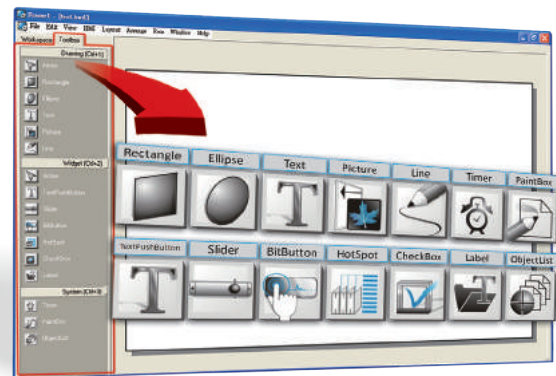 File Edit View HMI Layout Arrange Run Window Help
Workspace Toolbox
Drawing (Ctrl+1)
Rectangle
Ellipse
Text
Picture
Line
Widget (Ctrl+2)
TextPushButton
Slider
BitButton
HotSpot
CheckBox
Label
System (Ctrl+3)
Timer
PaintBox
ObjectList
Rectangle Ellipse Text Picture Line Timer PaintBox
TextPushButton Slider BitButton HotSpot CheckBox Label ObjectList